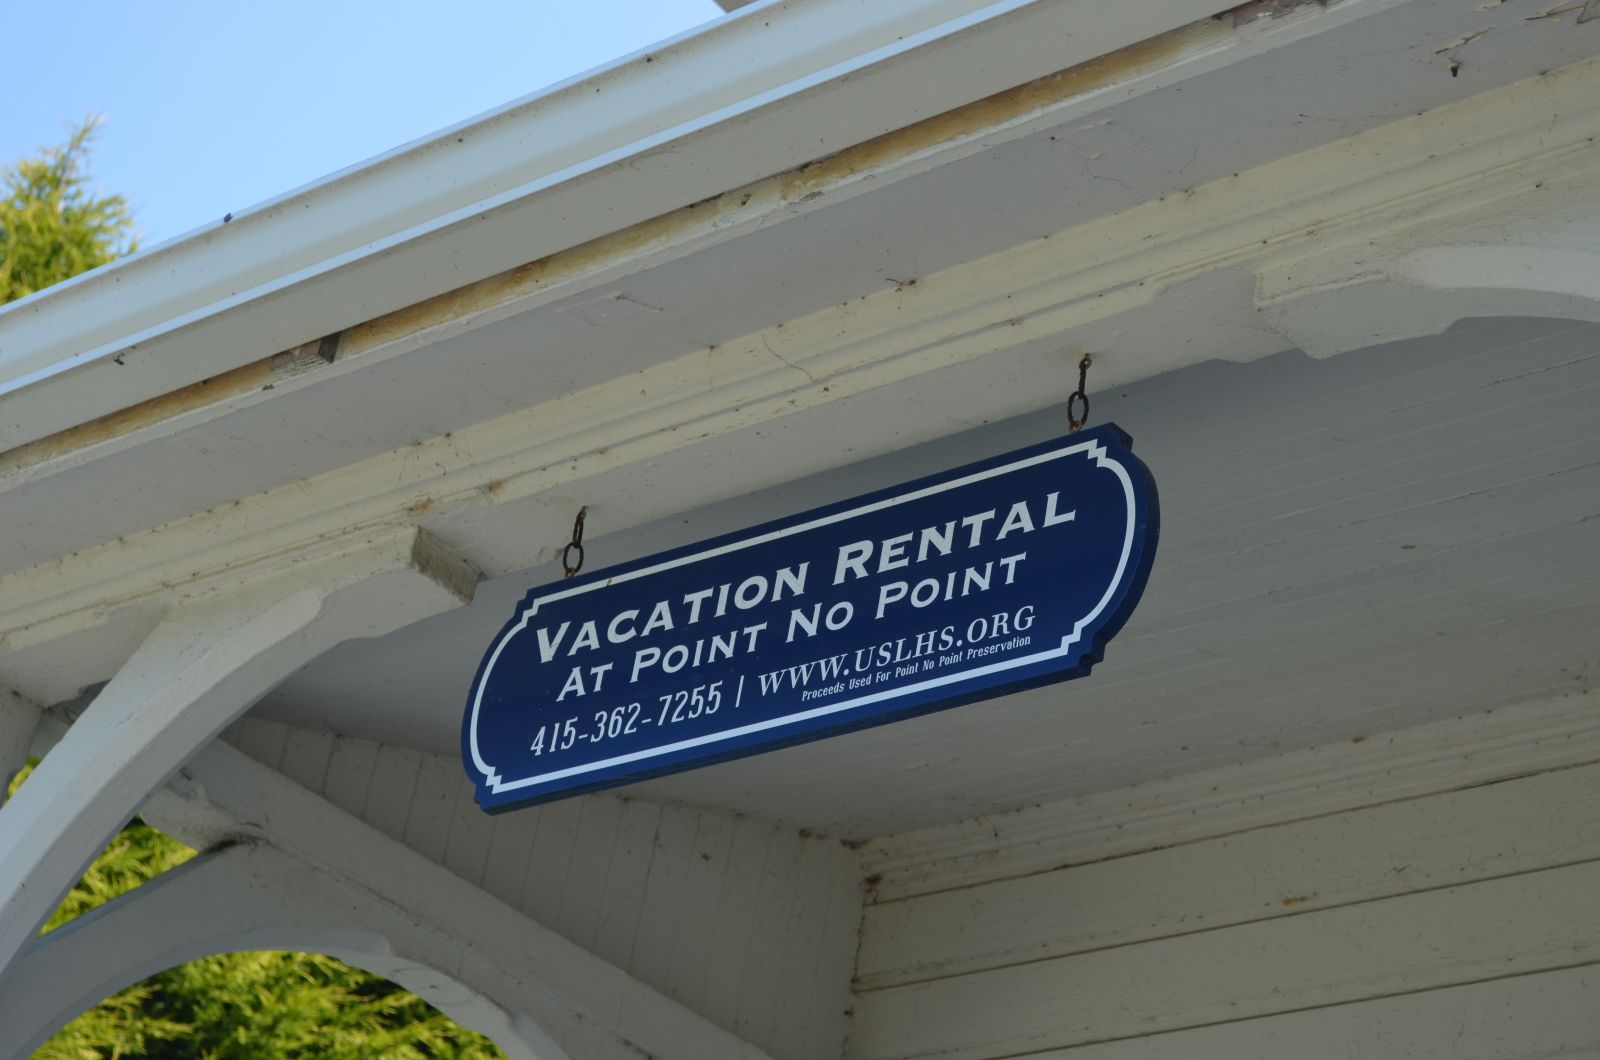 VACATION RENTAL
AT POINT NO POINT
415-362-7255 | WWW.USLHS.ORG
Proceeds Used For Point No Point Preservation